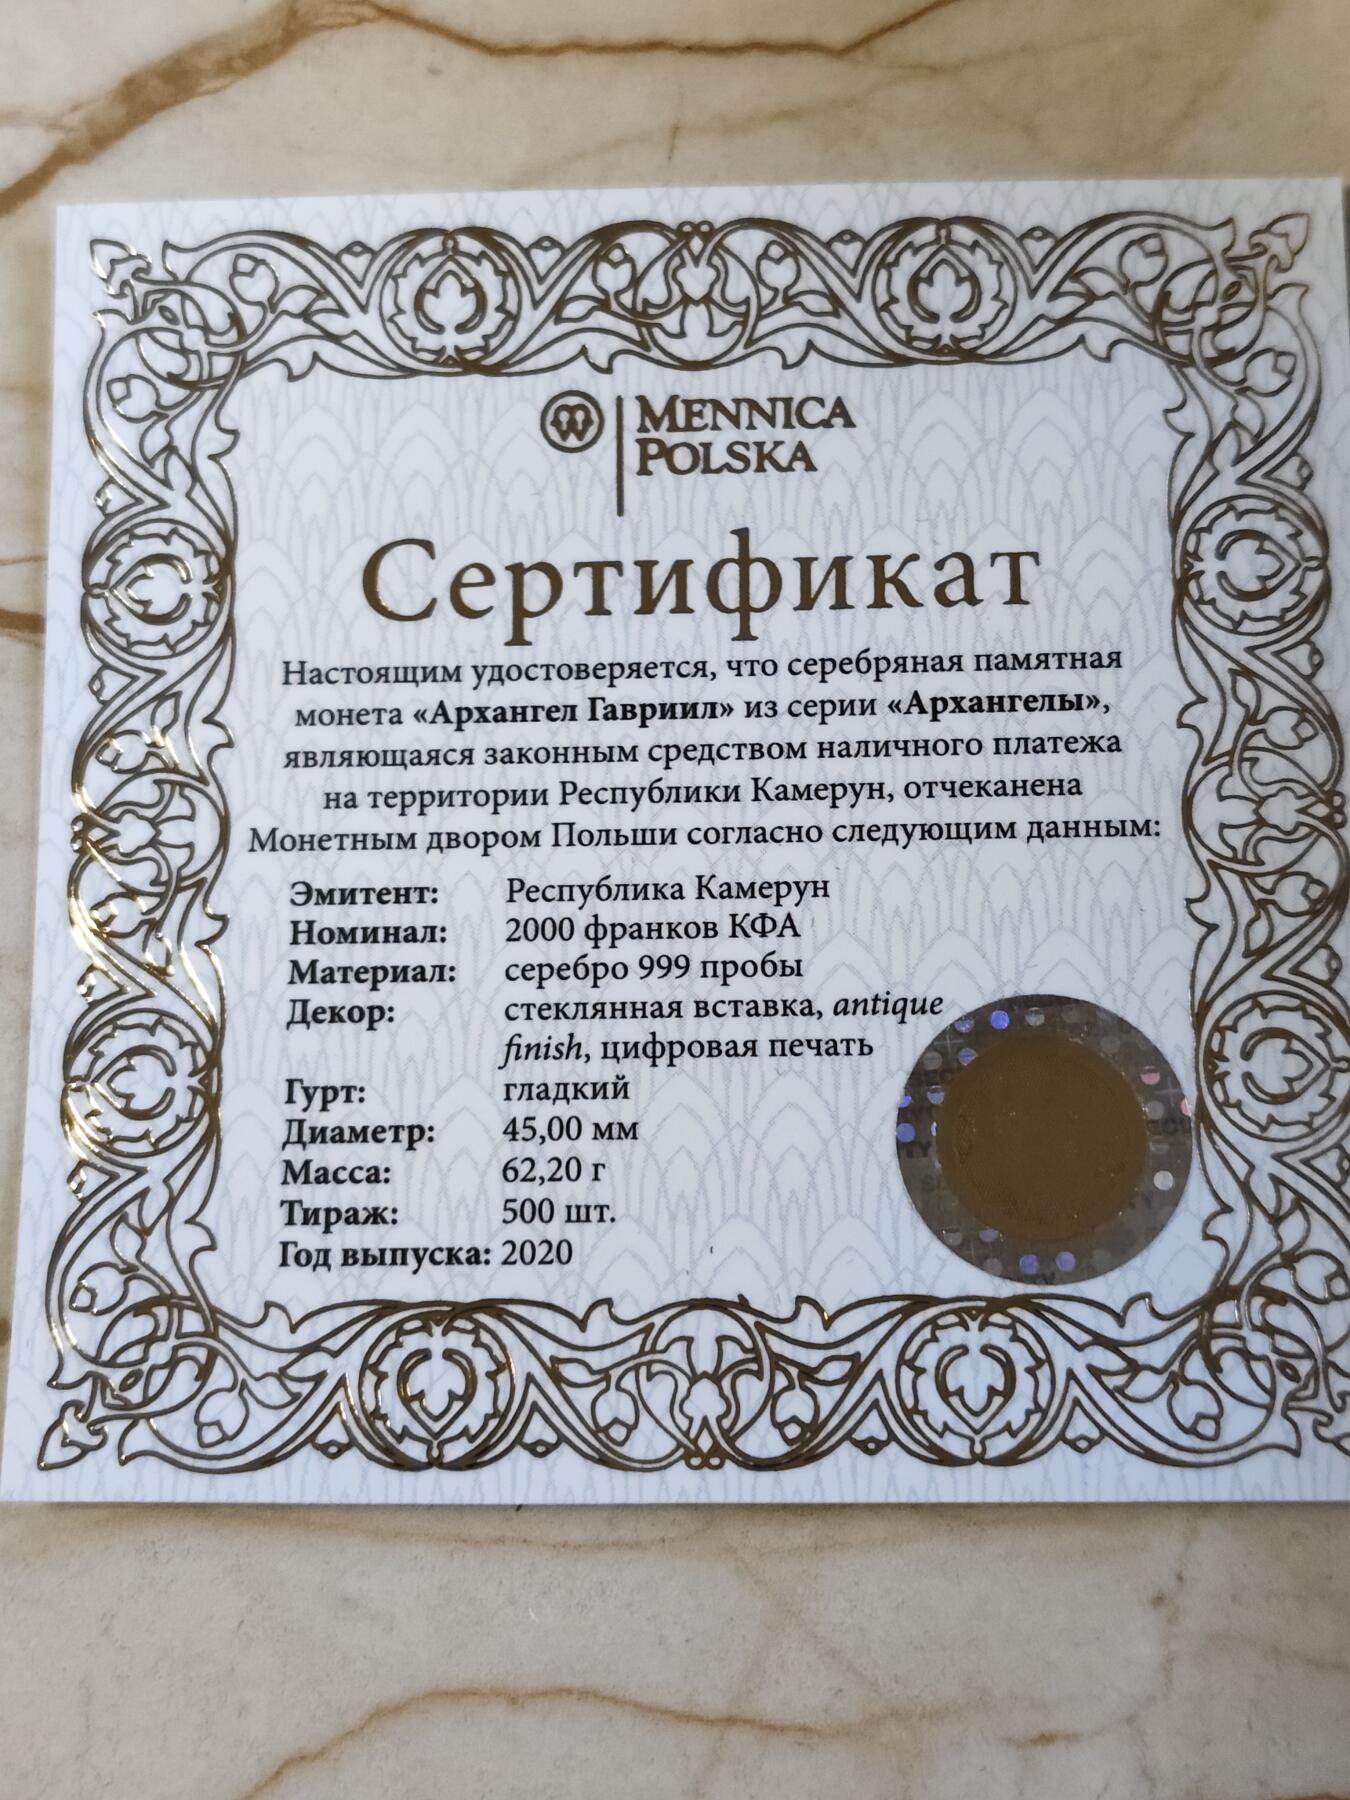 MENNICA
POLSKA
Сертификат
Настоящим удостоверяется, что серебряная памятная
монета «Архангел Гавриил» из серии «Архангелы»,
являющаяся законным средством наличного платежа
на территории Республики Камерун, отчеканена
Монетным двором Польши согласно следующим данным:
Эмитент: Республика Камерун
Номинал: 2000 франков КФА
Материал: серебро 999 пробы
Декор: стеклянная вставка, antique
finish, цифровая печать
Гурт: гладкий
Диаметр: 45,00 мм
Масса: 62,20 г
Тираж: 500 шт.
Год выпуска: 2020